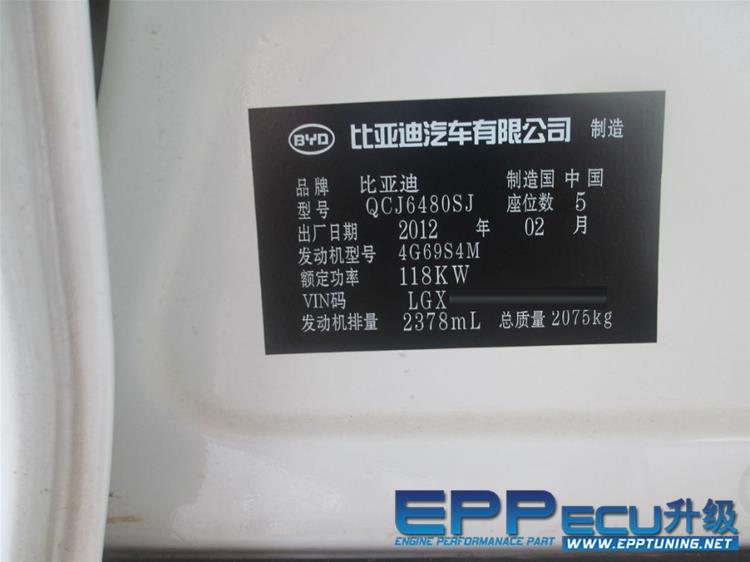 BYD 比亚迪汽车有限公司 制造
品牌 比亚迪 制造国 中国
型号 QCJ6480SJ 座位数 5
出厂日期 2012 年 02 月
发动机型号 4G69S4M
额定功率 118KW
VIN码 LGX
发动机排量 2378mL 总质量 2075kg
EPP ECU升级
ENGINE PERFORMANACE PART WWW.EPPTUNING.NET